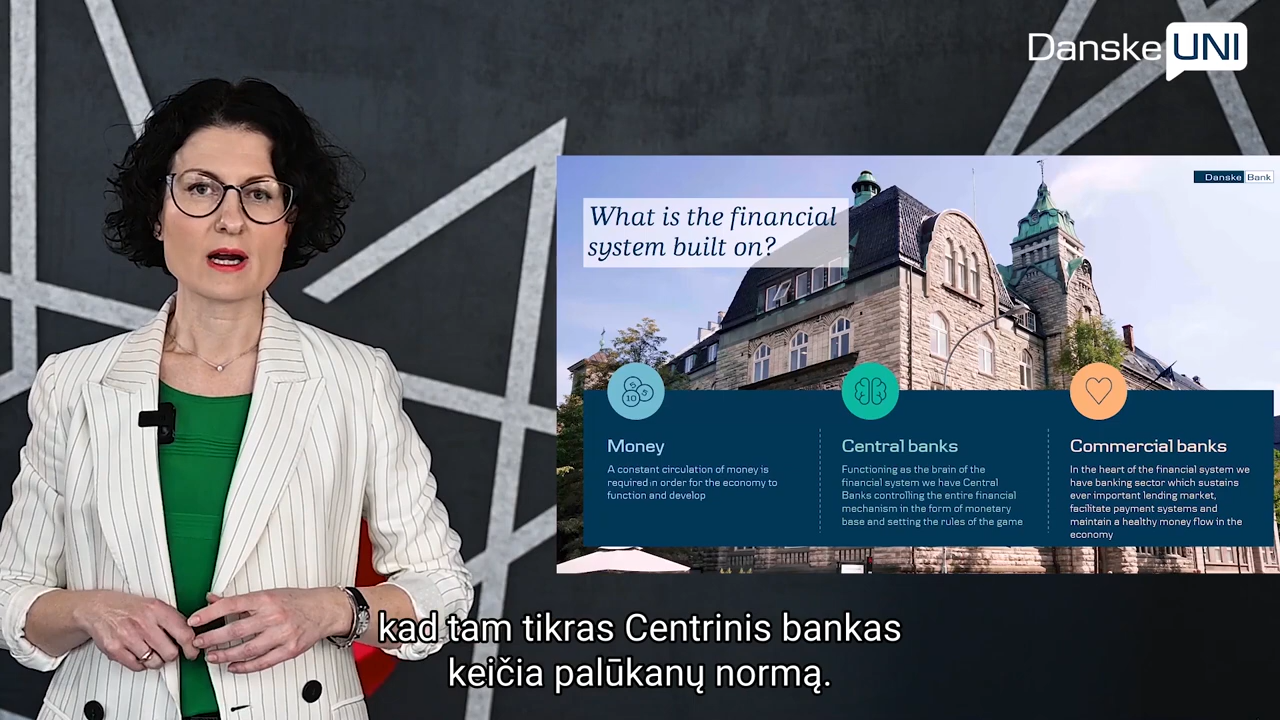 Danske UNI
Danske Bank
What is the financial
system built on?
Money
A constant circulation of money is
required in order for the economy to
function and develop
Central banks
Functioning as the brain of the
financial system we have Central
Banks controlling the entire financial
mechanism in the form of monetary
base and setting the rules of the game
Commercial banks
In the heart of the financial system we
have banking sector which sustains
ever important lending market,
facilitate payment systems and
maintain a healthy money flow in the
economy
kad tam tikras Centrinis bankas
keičia palūkanų normą.